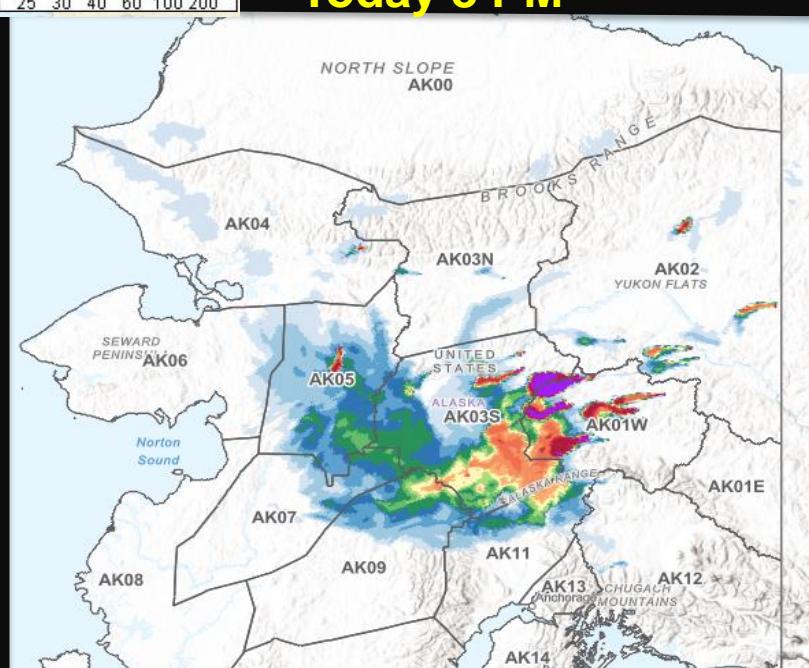 25 30 40 60 100 200
NORTH SLOPE
AK00
BROOKS RANGE
AK04
AK03N
AK02
YUKON FLATS
SEWARD
AK06
UNITED
STATES
AK05
ALASKA
AK03S
AK01W
Norton
Sound
ALASKA RANGE
AK01E
AK07
AK11
AK09
AK08
AK13
Anchorage
CHUGACH
MOUNTAINS
AK12
AK14